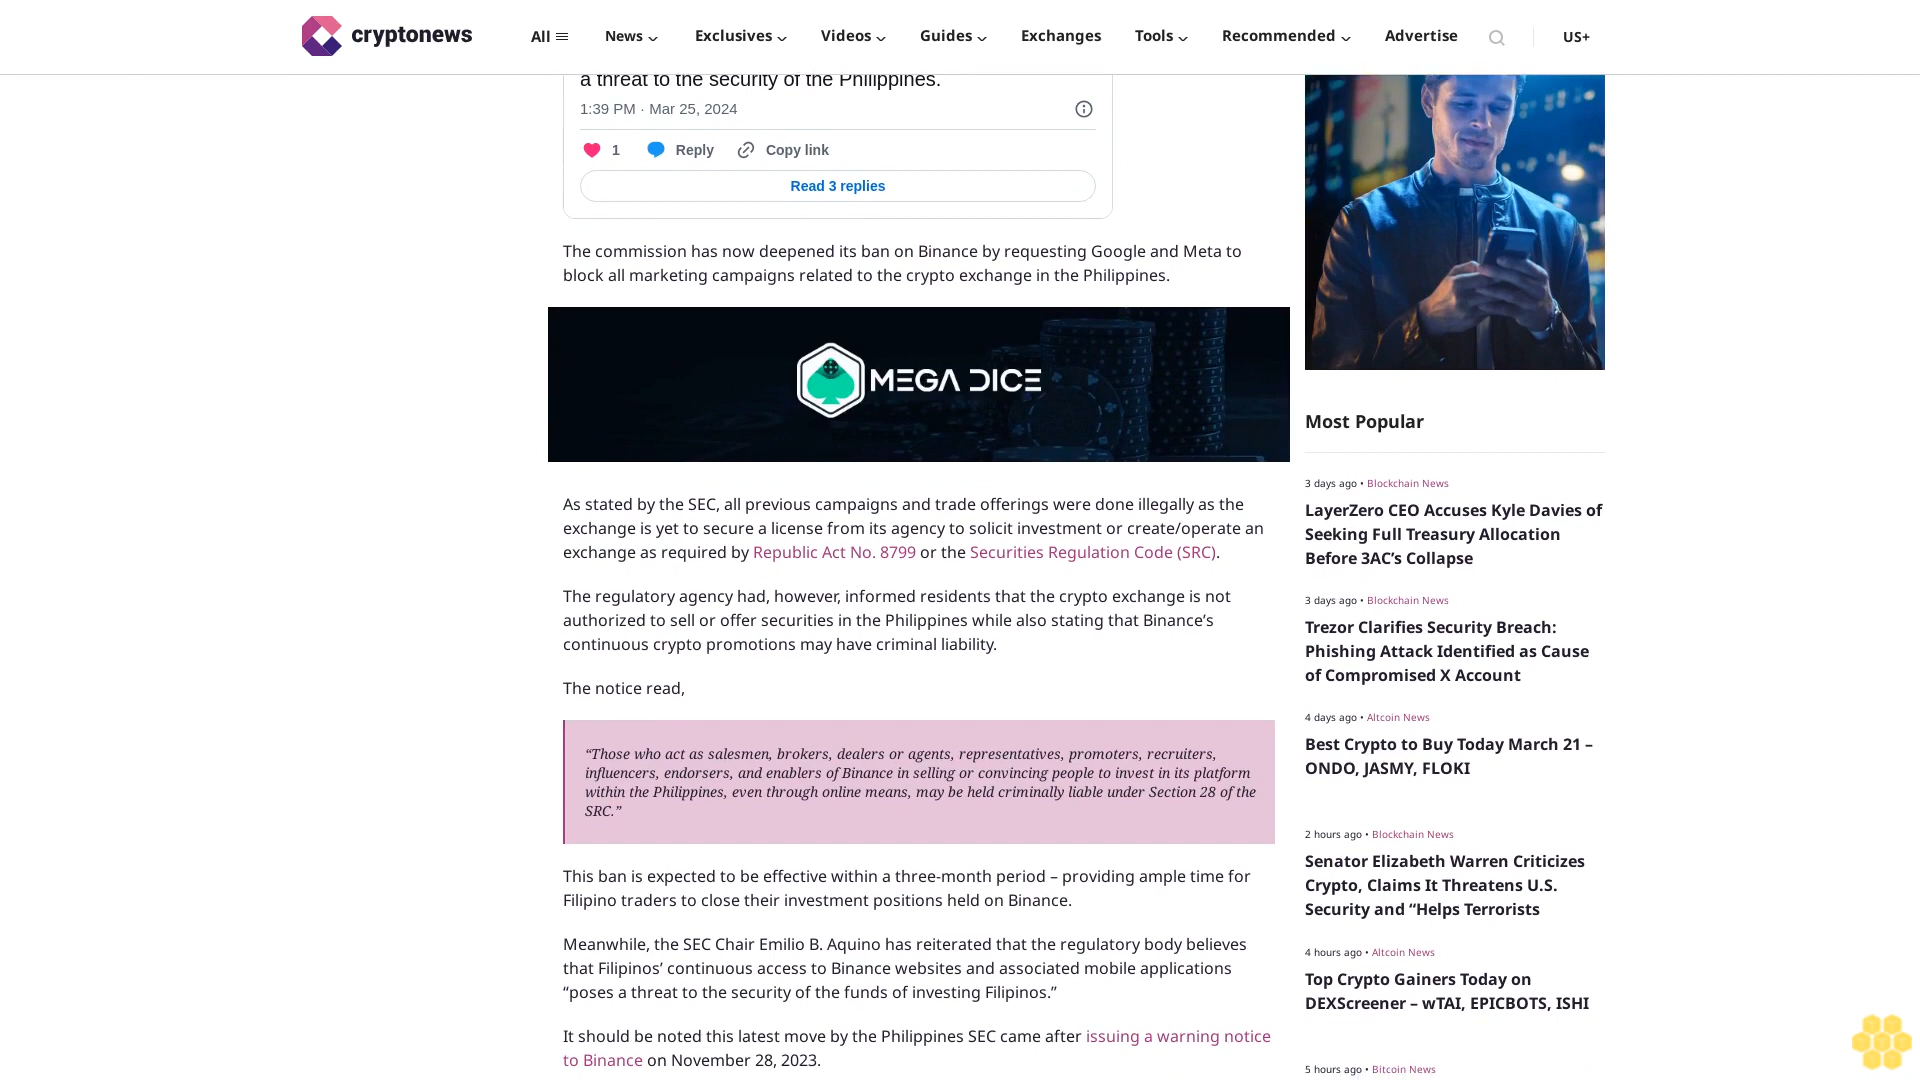 cryptonews
All
News
Exclusives
Videos
Guides
Exchanges
Tools
Recommended
Advertise
US+
a threat to the security of the Philippines.
1:39 PM · Mar 25, 2024
1
Reply
Copy link
Read 3 replies
The commission has now deepened its ban on Binance by requesting Google and Meta to
block all marketing campaigns related to the crypto exchange in the Philippines.
MEGA DICE
As stated by the SEC, all previous campaigns and trade offerings were done illegally as the
exchange is yet to secure a license from its agency to solicit investment or create/operate an
exchange as required by Republic Act No. 8799 or the Securities Regulation Code (SRC).
The regulatory agency had, however, informed residents that the crypto exchange is not
authorized to sell or offer securities in the Philippines while also stating that Binance’s
continuous crypto promotions may have criminal liability.
The notice read,
“Those who act as salesmen, brokers, dealers or agents, representatives, promoters, recruiters,
influencers, endorsers, and enablers of Binance in selling or convincing people to invest in its platform
within the Philippines, even through online means, may be held criminally liable under Section 28 of the
SRC.”
This ban is expected to be effective within a three-month period – providing ample time for
Filipino traders to close their investment positions held on Binance.
Meanwhile, the SEC Chair Emilio B. Aquino has reiterated that the regulatory body believes
that Filipinos’ continuous access to Binance websites and associated mobile applications
“poses a threat to the security of the funds of investing Filipinos.”
It should be noted this latest move by the Philippines SEC came after issuing a warning notice
to Binance on November 28, 2023.
Most Popular
3 days ago • Blockchain News
LayerZero CEO Accuses Kyle Davies of
Seeking Full Treasury Allocation
Before 3AC’s Collapse
3 days ago • Blockchain News
Trezor Clarifies Security Breach:
Phishing Attack Identified as Cause
of Compromised X Account
4 days ago • Altcoin News
Best Crypto to Buy Today March 21 –
ONDO, JASMY, FLOKI
2 hours ago • Blockchain News
Senator Elizabeth Warren Criticizes
Crypto, Claims It Threatens U.S.
Security and “Helps Terrorists
4 hours ago • Altcoin News
Top Crypto Gainers Today on
DEXScreener – wTAI, EPICBOTS, ISHI
5 hours ago • Bitcoin News